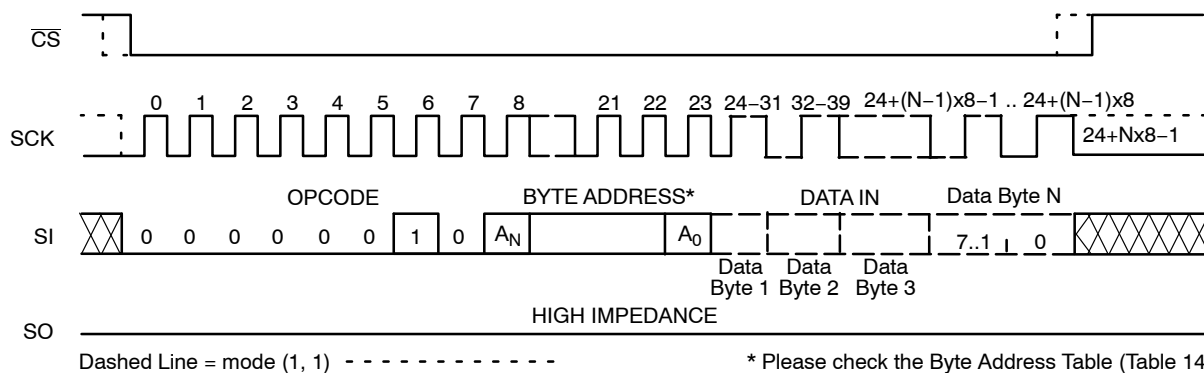 CS
0 1 2 3 4 5 6 7 8 21 22 23 24−31 32−39 24+(N−1)x8−1 .. 24+(N−1)x8
SCK
24+Nx8−1
OPCODE BYTE ADDRESS* DATA IN Data Byte N
SI
0 0 0 0 0 0 1 0 AN A0 7..1 0
Data Byte 1
Data Byte 2
Data Byte 3
HIGH IMPEDANCE
SO
Dashed Line = mode (1, 1) - - - - - - - - - - - -
* Please check the Byte Address Table (Table 14